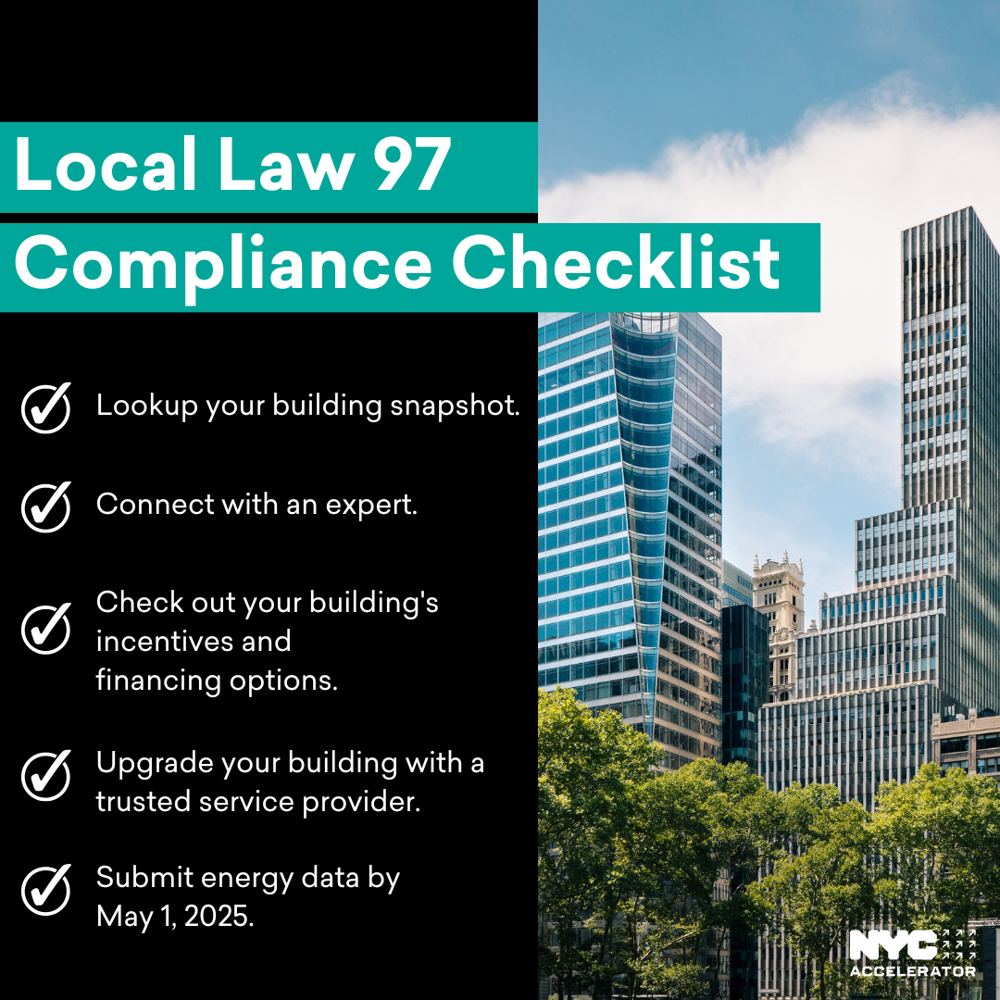 Local Law 97
Compliance Checklist
Lookup your building snapshot.
Connect with an expert.
Check out your building's
incentives and
financing options.
Upgrade your building with a
trusted service provider.
Submit energy data by
May 1, 2025.
NYC
ACCELERATOR